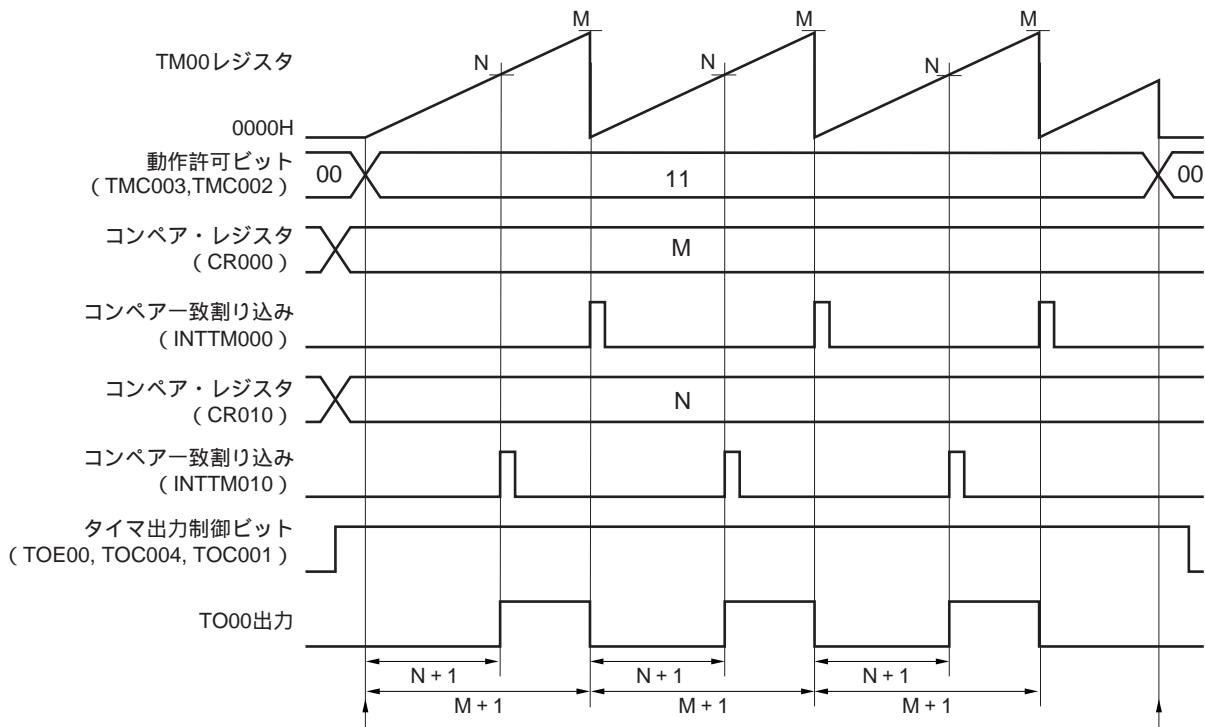 M
M
M
TM00レジスタ
N
N
N
0000H
動作許可ビット
( TMC003,TMC002 )
00
11
00
コンペア・レジスタ
( CR000 )
M
コンペア一致割り込み
( INTTM000 )
コンペア・レジスタ
( CR010 )
N
コンペア一致割り込み
( INTTM010 )
タイマ出力制御ビット
( TOE00, TOC004, TOC001 )
TO00出力
N + 1
N + 1
N + 1
M + 1
M + 1
M + 1